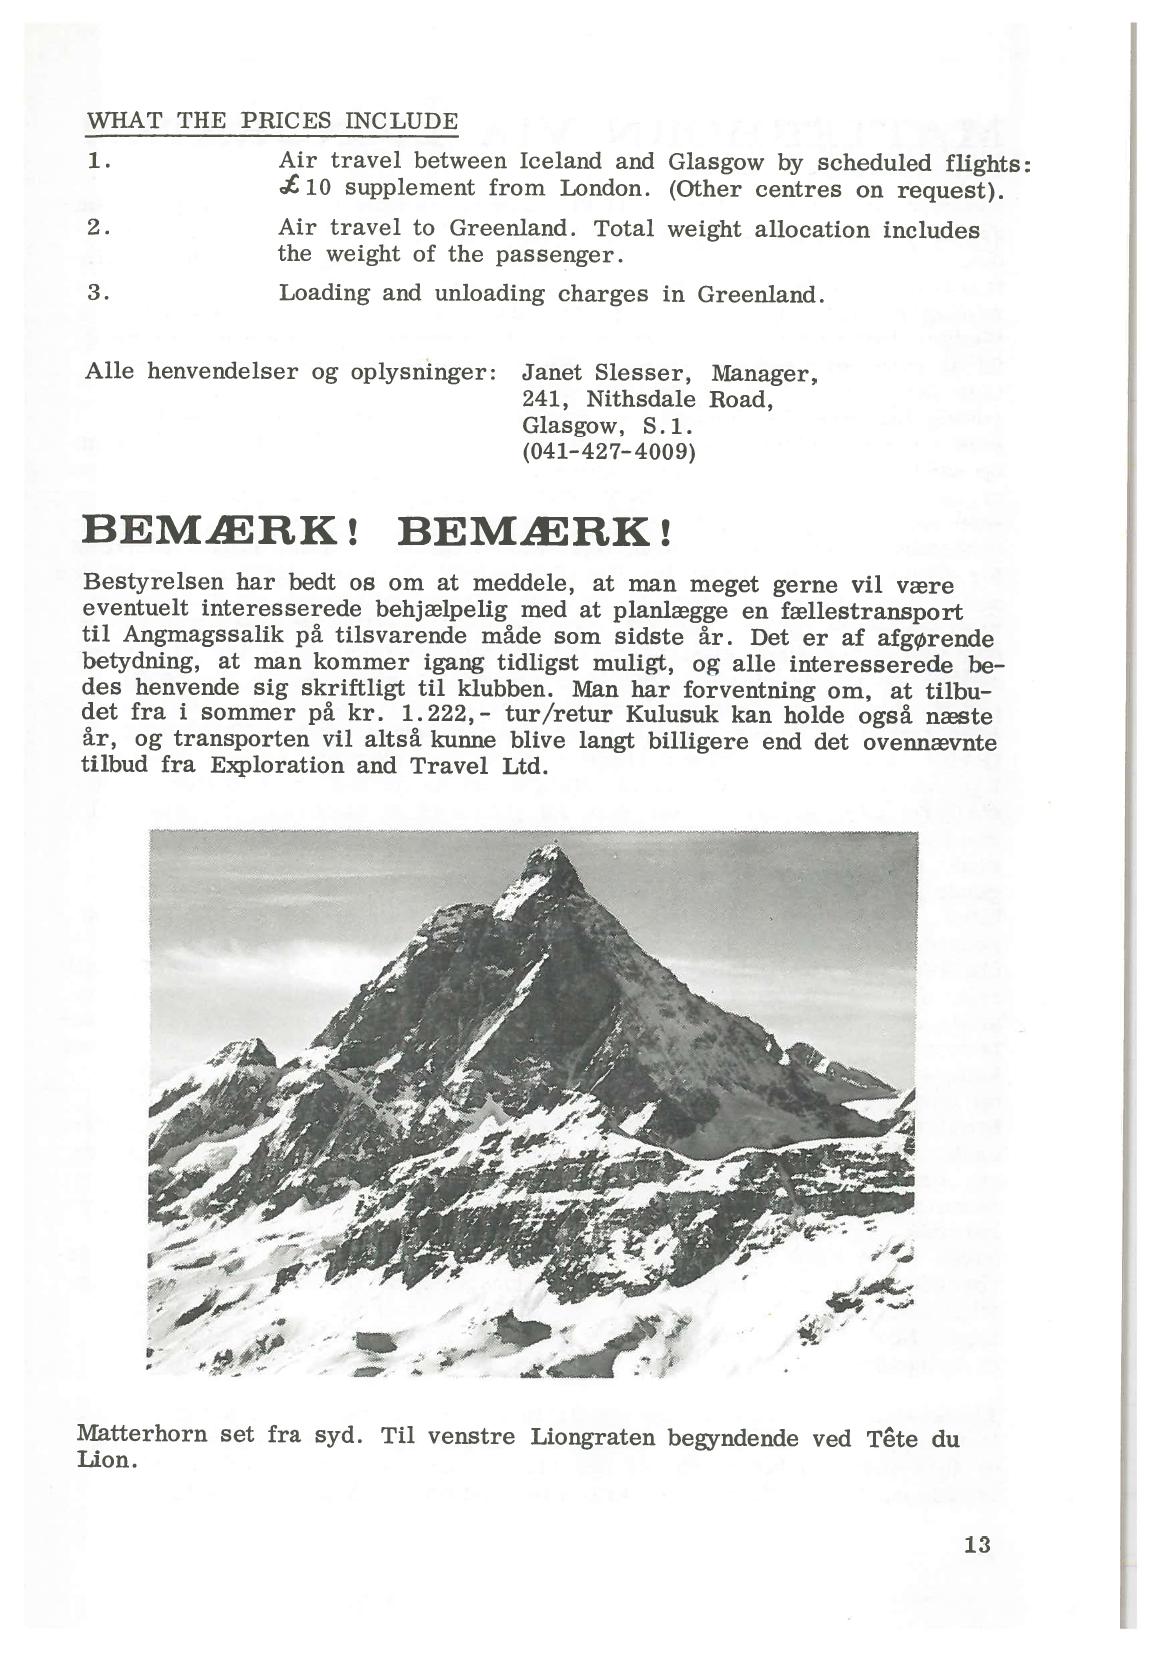 WHAT THE PRICES INCLUDE
1. Air travel between Iceland and Glasgow by scheduled flights:
£10 supplement from London. (Other centres on request).
2. Air travel to Greenland. Total weight allocation includes
the weight of the passenger.
3. Loading and unloading charges in Greenland.
Alle henvendelser og oplysninger: Janet Slesser, Manager,
241, Nithsdale Road,
Glasgow, S.1.
(041-427-4009)
BEMÆRK! BEMÆRK!
Bestyrelsen har bedt os om at meddele, at man meget gerne vil være
eventuelt interesserede behjælpelig med at planlægge en fællestransport
til Angmagssalik på tilsvarende måde som sidste år. Det er af afgørende
betydning, at man kommer igang tidligst muligt, og alle interesserede be-
des henvende sig skriftligt til klubben. Man har forventning om, at tilbu-
det fra i sommer på kr. 1.222,- tur/retur Kulusuk kan holde også næste
år, og transporten vil altså kunne blive langt billigere end det ovennævnte
tilbud fra Exploration and Travel Ltd.
Matterhorn set fra syd. Til venstre Liongraten begyndende ved Tête du
Lion.
13